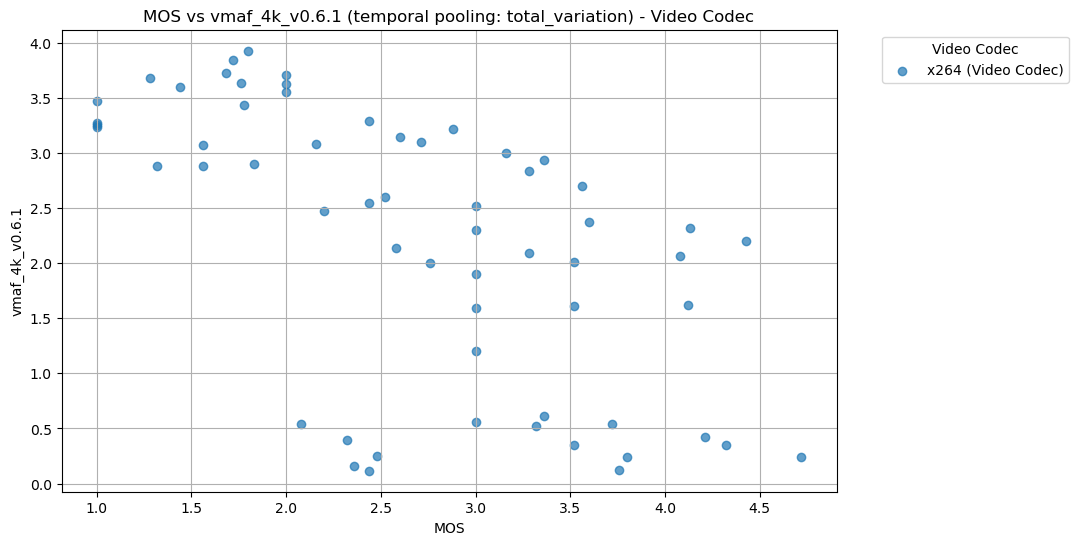 MOS vs vmaf_4k_v0.6.1 (temporal pooling: total_variation) - Video Codec
Video Codec
x264 (Video Codec)
vmaf_4k_v0.6.1
4.0
3.5
3.0
2.5
2.0
1.5
1.0
0.5
0.0
1.0 1.5 2.0 2.5 3.0 3.5 4.0 4.5
MOS